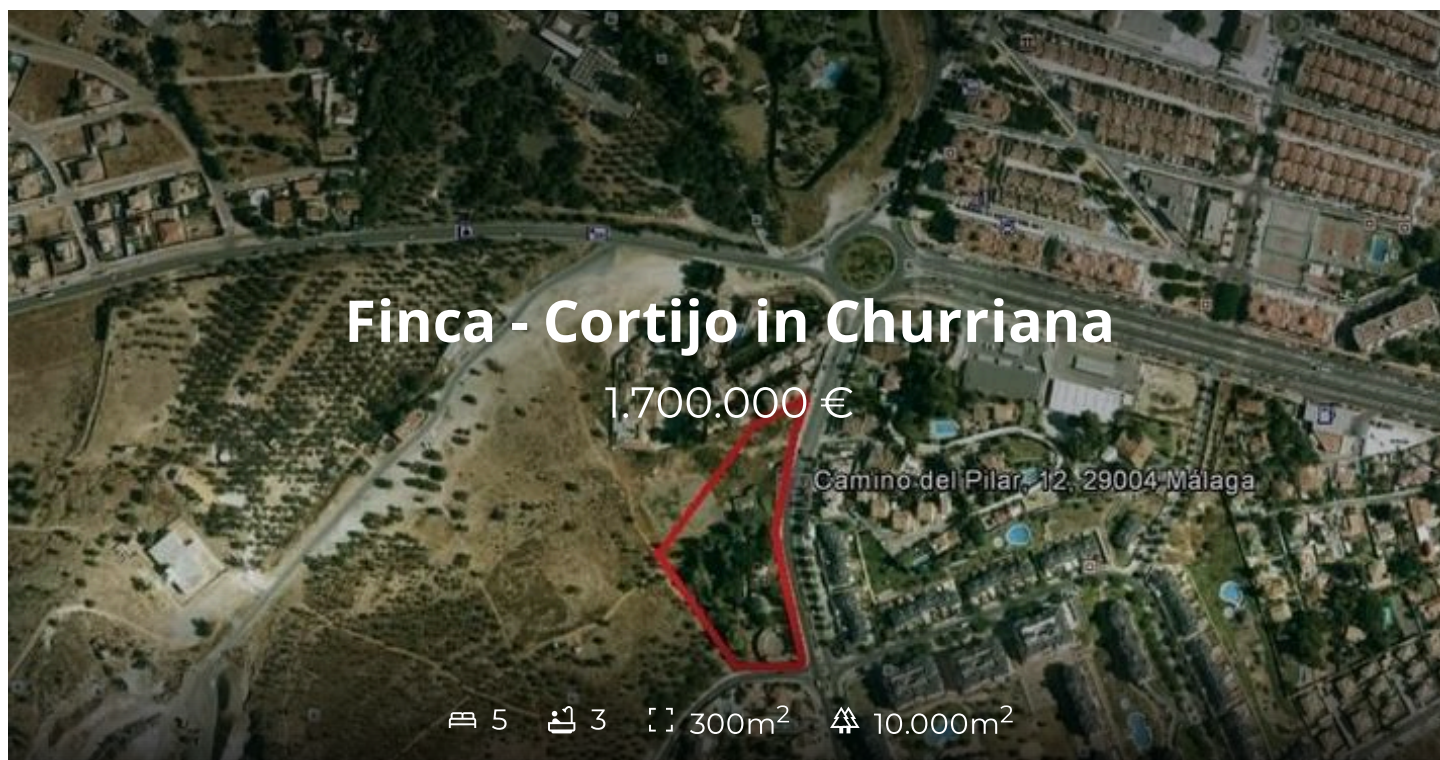 Finca - Cortijo in Churriana
1.700.000 €
Camino del Pilar, 12, 29004 Málaga
5 3 300m² 10.000m²